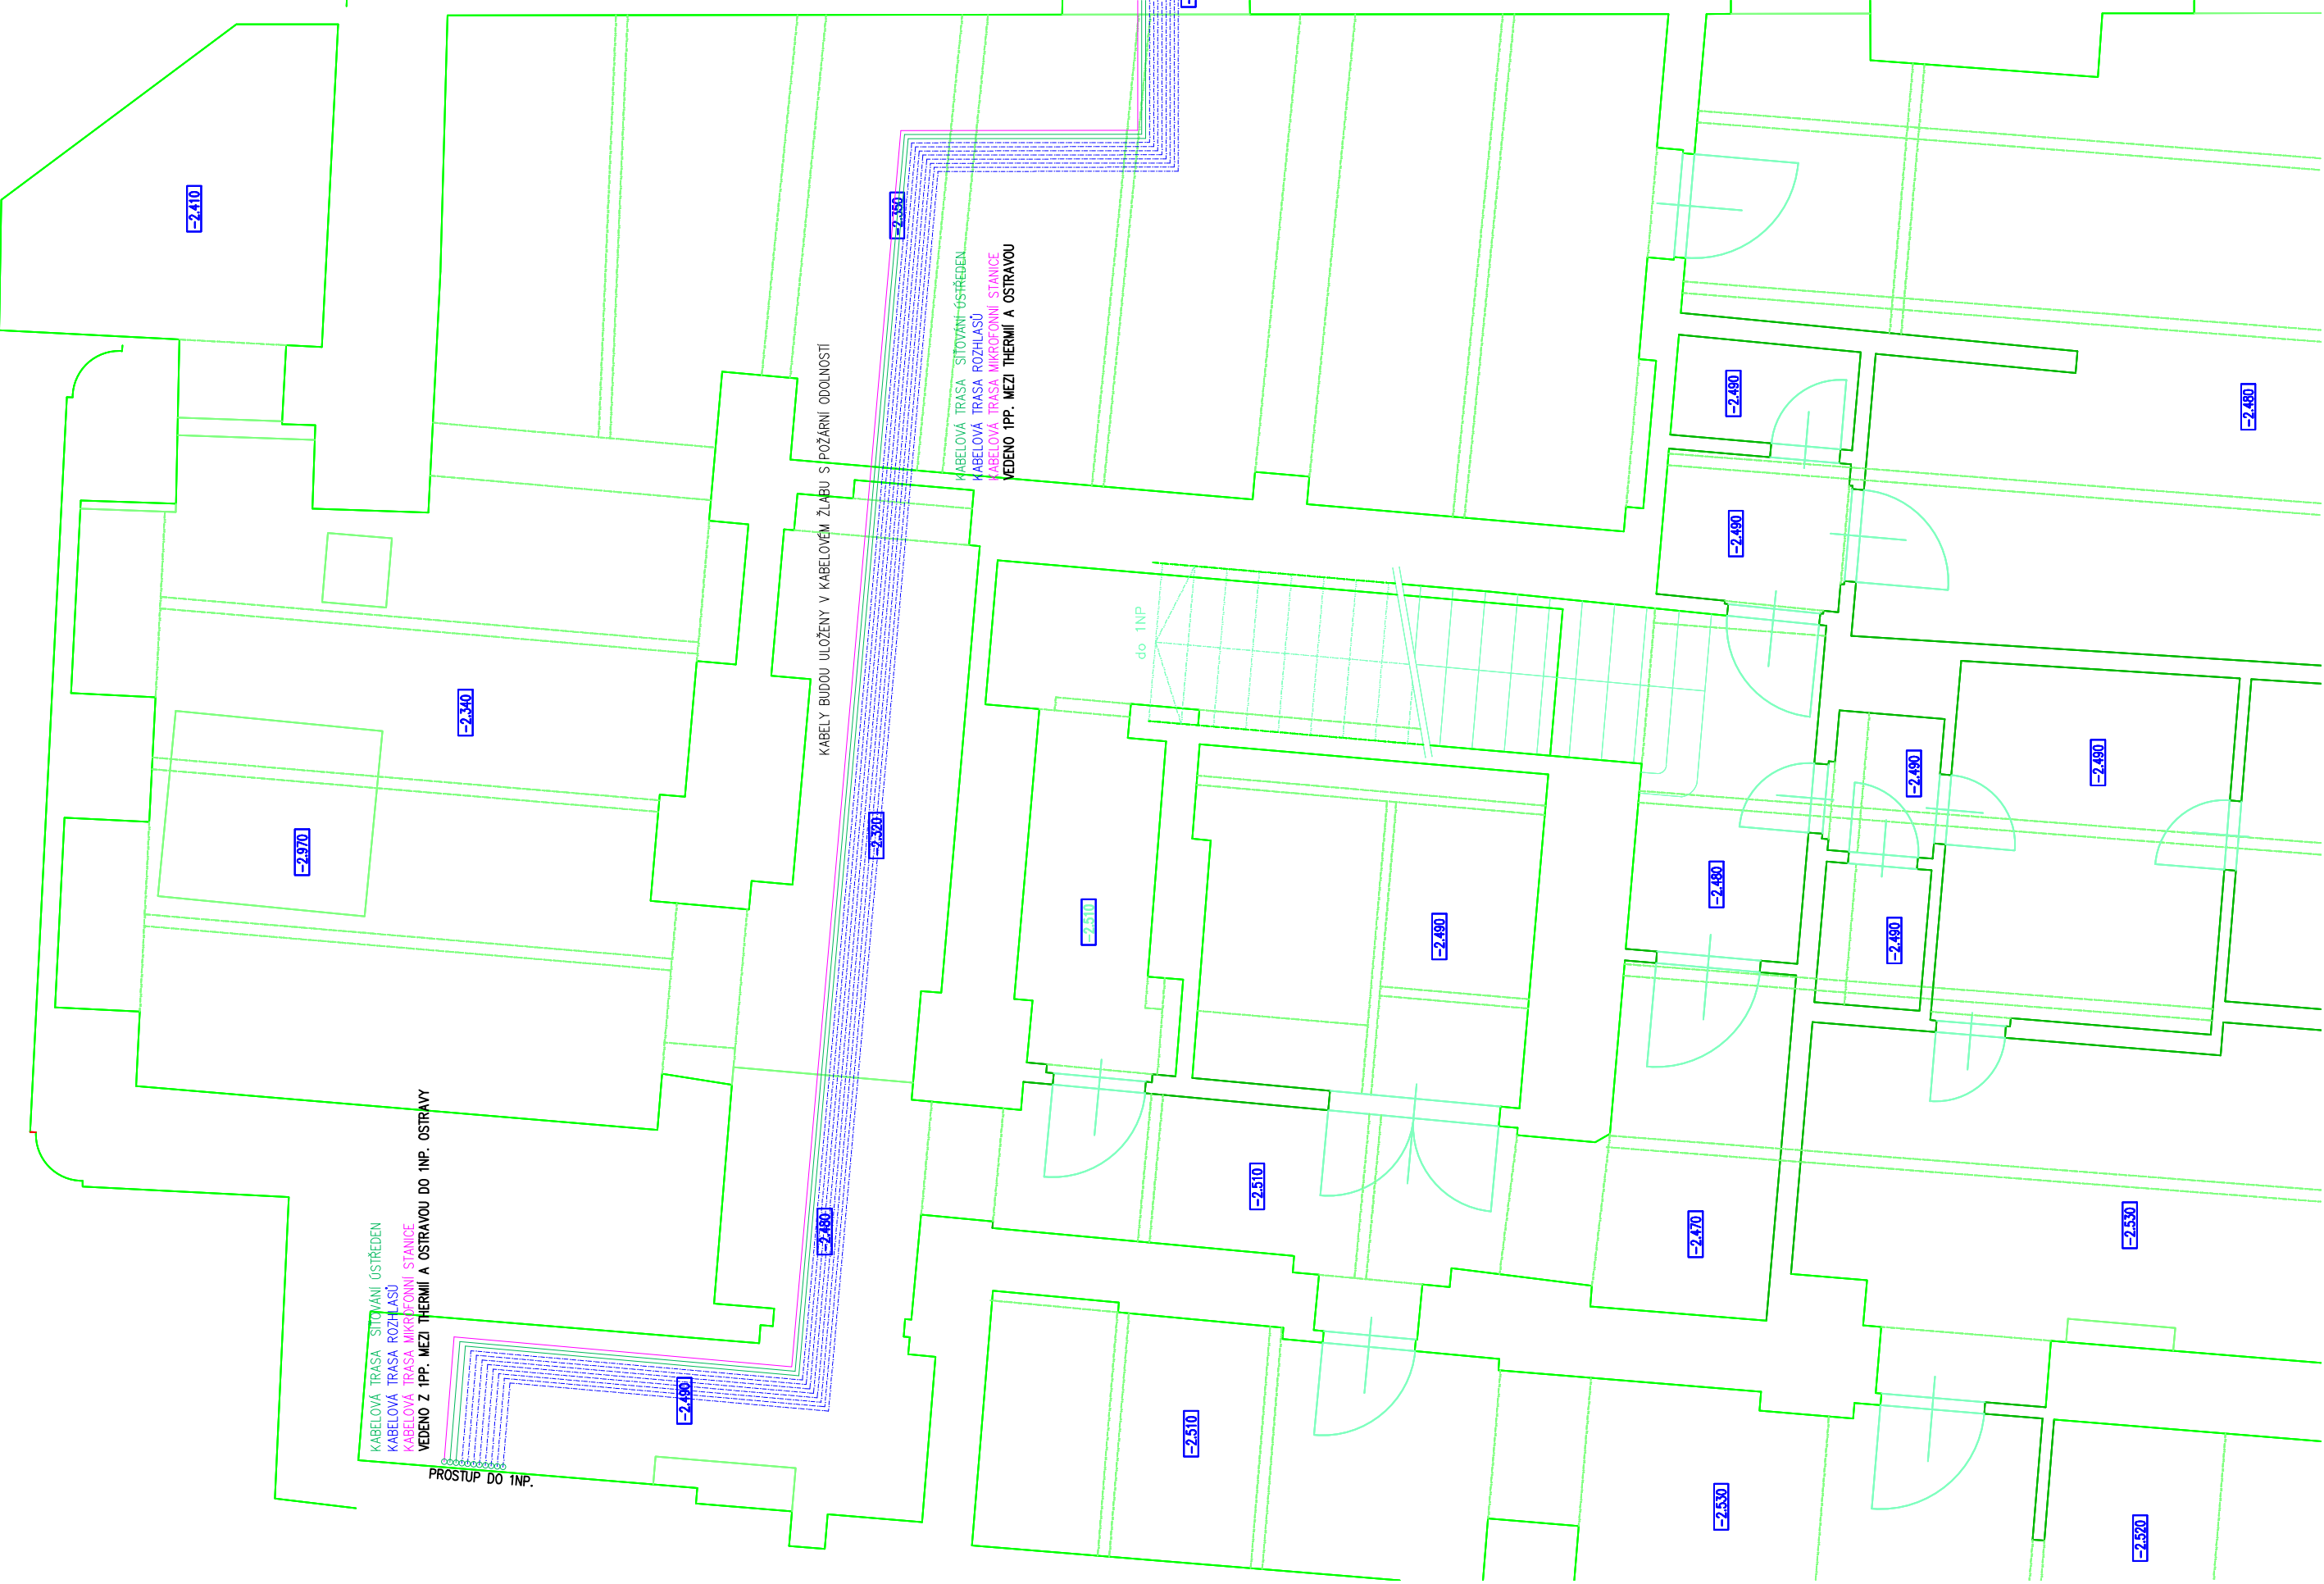 -2.410
-2.350
KABELOVÁ TRASA SÍŤOVÁNÍ ÚSTŘEDEN
KABELOVÁ TRASA ROZHLASŮ
KABELOVÁ TRASA MIKROFONNÍ STANICE
VEDENO 1PP. MEZI THERMIÍ A OSTRAVOU
KABELY BUDOU ULOŽENY V KABELOVÉM ŽLABU S POŽÁRNÍ ODOLNOSTÍ
-2.490
-2.480
-2.490
do 1NP
-2.340
-2.490
-2.490
-2.970
-2.320
-2.480
-2.510
-2.490
-2.490
-2.510
-2.480
-2.470
-2.530
KABELOVÁ TRASA SÍŤOVÁNÍ ÚSTŘEDEN
KABELOVÁ TRASA ROZHLASŮ
KABELOVÁ TRASA MIKROFONNÍ STANICE
VEDENO Z 1PP. MEZI THERMIÍ A OSTRAVOU DO 1NP. OSTRAVY
-2.490
-2.510
PROSTUP DO 1NP.
-2.530
-2.520